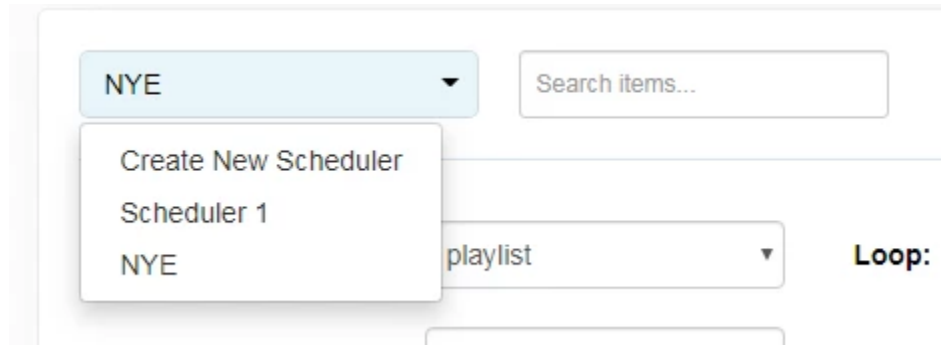 NYE
Search items...
Create New Scheduler
Scheduler 1
NYE
playlist
Loop: